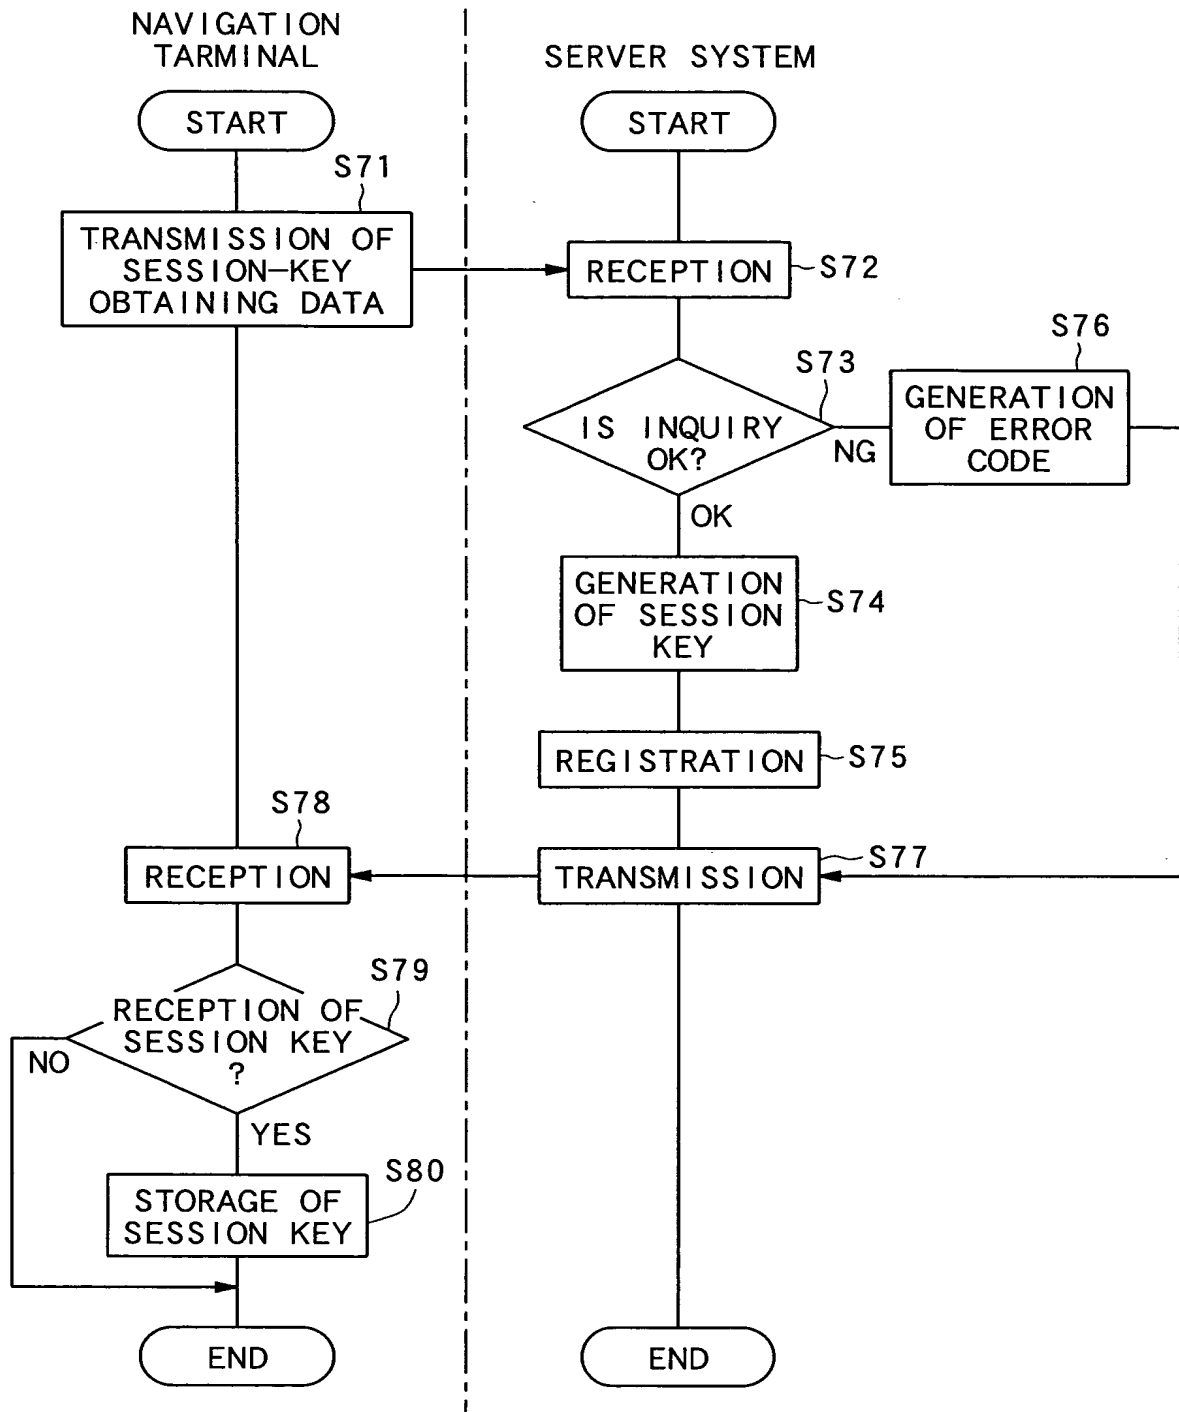 NAVIGATION
TARMINAL
SERVER SYSTEM
START
START
S71
TRANSMISSION OF
SESSION-KEY
OBTAINING DATA
RECEPTION
S72
S76
S73
GENERATION
OF ERROR
CODE
IS INQUIRY
OK?
NG
OK
GENERATION
OF SESSION
KEY
S74
REGISTRATION
S75
S78
RECEPTION
TRANSMISSION
S77
S79
RECEPTION OF
SESSION KEY
?
NO
YES
S80
STORAGE OF
SESSION KEY
END
END